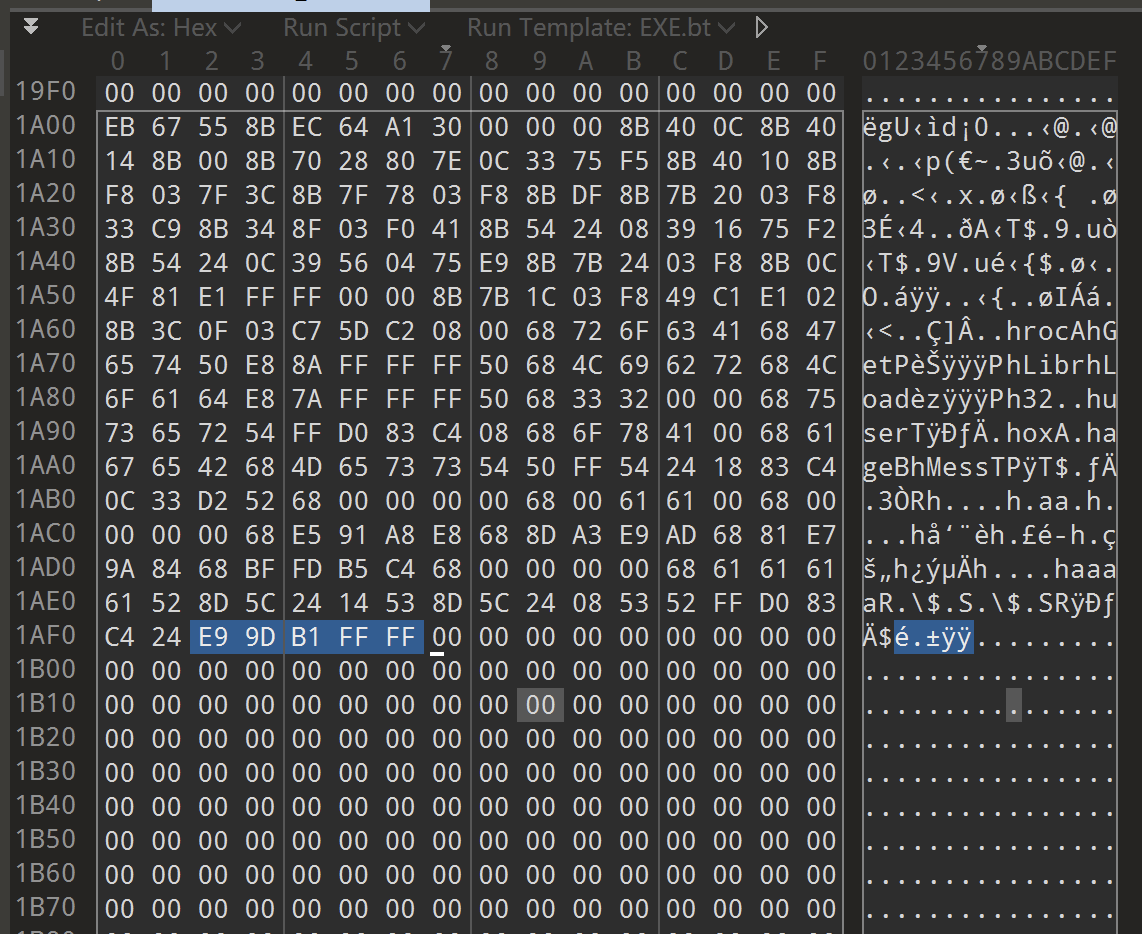 Edit As: Hex Run Script Run Template: EXE.bt
0 1 2 3 4 5 6 7 8 9 A B C D E F 0123456789ABCDEF
19F0 00 00 00 00 00 00 00 00 00 00 00 00 00 00 00 00 ................
1A00 EB 67 55 8B EC 64 A1 30 00 00 00 8B 40 0C 8B 40 ëgU‹ìd¡0...‹@.‹@
1A10 14 8B 00 8B 70 28 80 7E 0C 33 75 F5 8B 40 10 8B .‹.‹p(€~.3uõ‹@.‹
1A20 F8 03 7F 3C 8B 7F 78 03 F8 8B DF 8B 7B 20 03 F8 ø..<‹.x.ø‹ß‹{ .ø
1A30 33 C9 8B 34 8F 03 F0 41 8B 54 24 08 39 16 75 F2 3É‹4..ðA‹T$.9.uò
1A40 8B 54 24 0C 39 56 04 75 E9 8B 7B 24 03 F8 8B 0C ‹T$.9V.ué‹{$.ø‹.
1A50 4F 81 E1 FF FF 00 00 8B 7B 1C 03 F8 49 C1 E1 02 O.áÿÿ..‹{..øIÁá.
1A60 8B 3C 0F 03 C7 5D C2 08 00 68 72 6F 63 41 68 47 ‹<..Ç]Â..hrocAhG
1A70 65 74 50 E8 8A FF FF FF 50 68 4C 69 62 72 68 4C etPèŠÿÿÿPhLibrhL
1A80 6F 61 64 E8 7A FF FF FF 50 68 33 32 00 00 68 75 oadèzÿÿÿPh32..hu
1A90 73 65 72 54 FF D0 83 C4 08 68 6F 78 41 00 68 61 serTÿÐƒÄ.hoxA.ha
1AA0 67 65 42 68 4D 65 73 73 54 50 FF 54 24 18 83 C4 geBhMessTPÿT$.ƒÄ
1AB0 0C 33 D2 52 68 00 00 00 00 68 00 61 61 00 68 00 .3ÒRh....h.aa.h.
1AC0 00 00 00 68 E5 91 A8 E8 68 8D A3 E9 AD 68 81 E7 ...hå‘¨èh.£é-h.ç
1AD0 9A 84 68 BF FD B5 C4 68 00 00 00 00 68 61 61 61 š„h¿ýµÄh....haaa
1AE0 61 52 8D 5C 24 14 53 8D 5C 24 08 53 52 FF D0 83 aR.\$.S.\$.SRÿÐƒ
1AF0 C4 24 E9 9D B1 FF FF 00 00 00 00 00 00 00 00 00 Ä$é.±ÿÿ.........
1B00 00 00 00 00 00 00 00 00 00 00 00 00 00 00 00 00 ................
1B10 00 00 00 00 00 00 00 00 00 00 00 00 00 00 00 00 ................
1B20 00 00 00 00 00 00 00 00 00 00 00 00 00 00 00 00 ................
1B30 00 00 00 00 00 00 00 00 00 00 00 00 00 00 00 00 ................
1B40 00 00 00 00 00 00 00 00 00 00 00 00 00 00 00 00 ................
1B50 00 00 00 00 00 00 00 00 00 00 00 00 00 00 00 00 ................
1B60 00 00 00 00 00 00 00 00 00 00 00 00 00 00 00 00 ................
1B70 00 00 00 00 00 00 00 00 00 00 00 00 00 00 00 00 ................